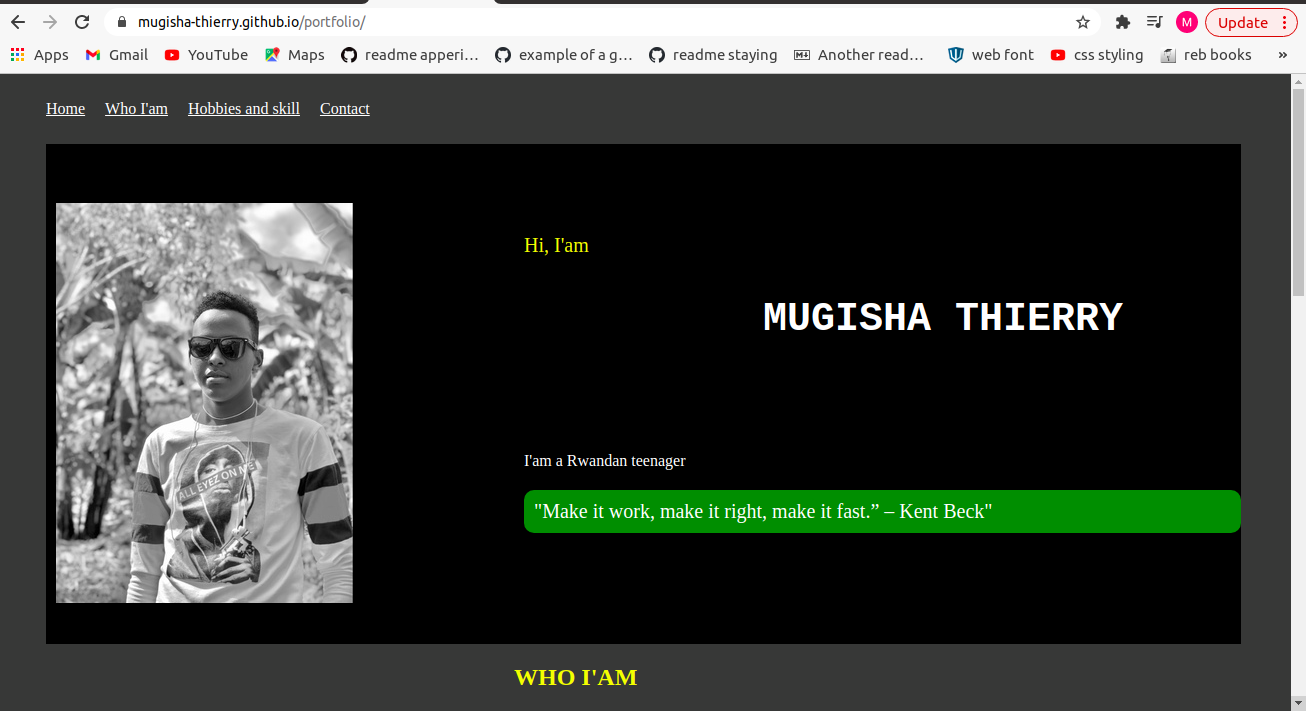 mugisha-thierry.github.io/portfolio/
M
Update
Apps
Gmail
YouTube
Maps
readme apperi…
example of a g…
readme staying
Another read…
web font
css styling
reb books
»
Home
Who I'am
Hobbies and skill
Contact
ALL EYEZ ON ME
Hi, I'am
MUGISHA THIERRY
I'am a Rwandan teenager
"Make it work, make it right, make it fast.” – Kent Beck"
WHO I'AM